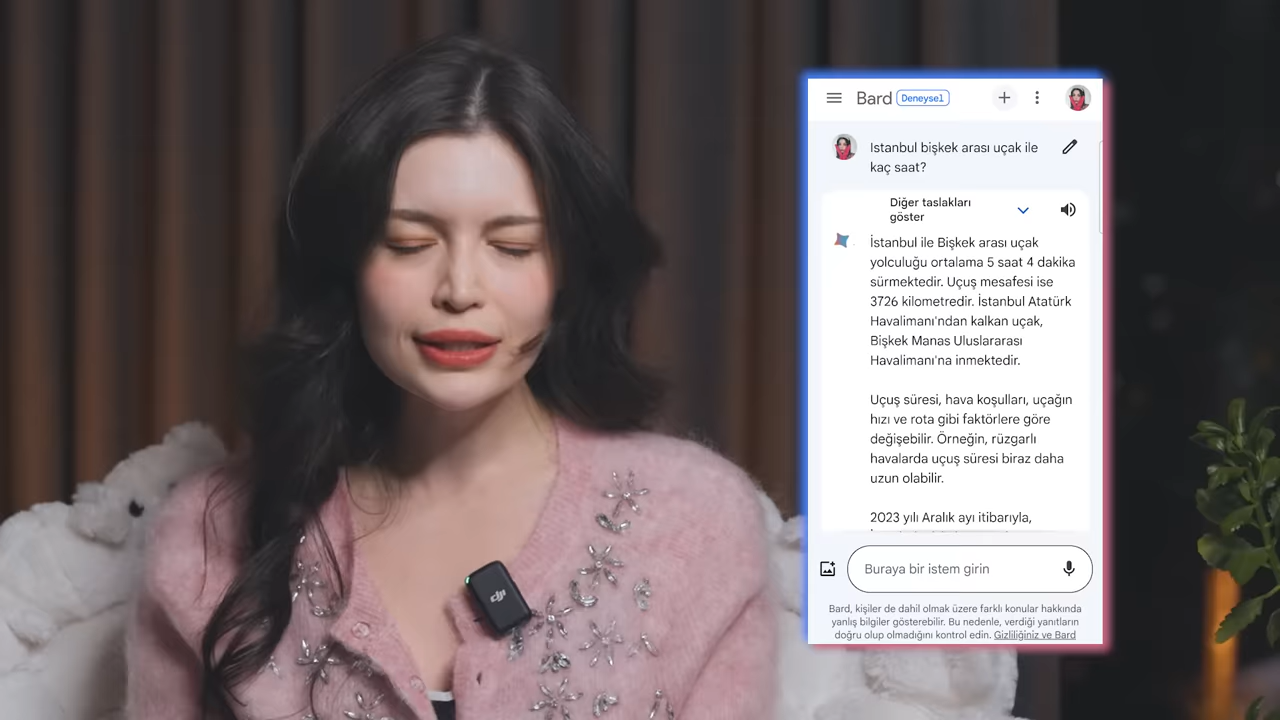 Bard Deneysel
Istanbul bişkek arası uçak ile
kaç saat?
Diğer taslakları
göster
İstanbul ile Bişkek arası uçak
yolculuğu ortalama 5 saat 4 dakika
sürmektedir. Uçuş mesafesi ise
3726 kilometredir. İstanbul Atatürk
Havalimanı'ndan kalkan uçak,
Bişkek Manas Uluslararası
Havalimanı'na inmektedir.
Uçuş süresi, hava koşulları, uçağın
hızı ve rota gibi faktörlere göre
değişebilir. Örneğin, rüzgarlı
havalarda uçuş süresi biraz daha
uzun olabilir.
2023 yılı Aralık ayı itibarıyla,
Buraya bir istem girin
Bard, kişiler de dahil olmak üzere farklı konular hakkında
yanlış bilgiler gösterebilir. Bu nedenle, verdiği yanıtların
doğru olup olmadığını kontrol edin. Gizliliğiniz ve Bard
dji